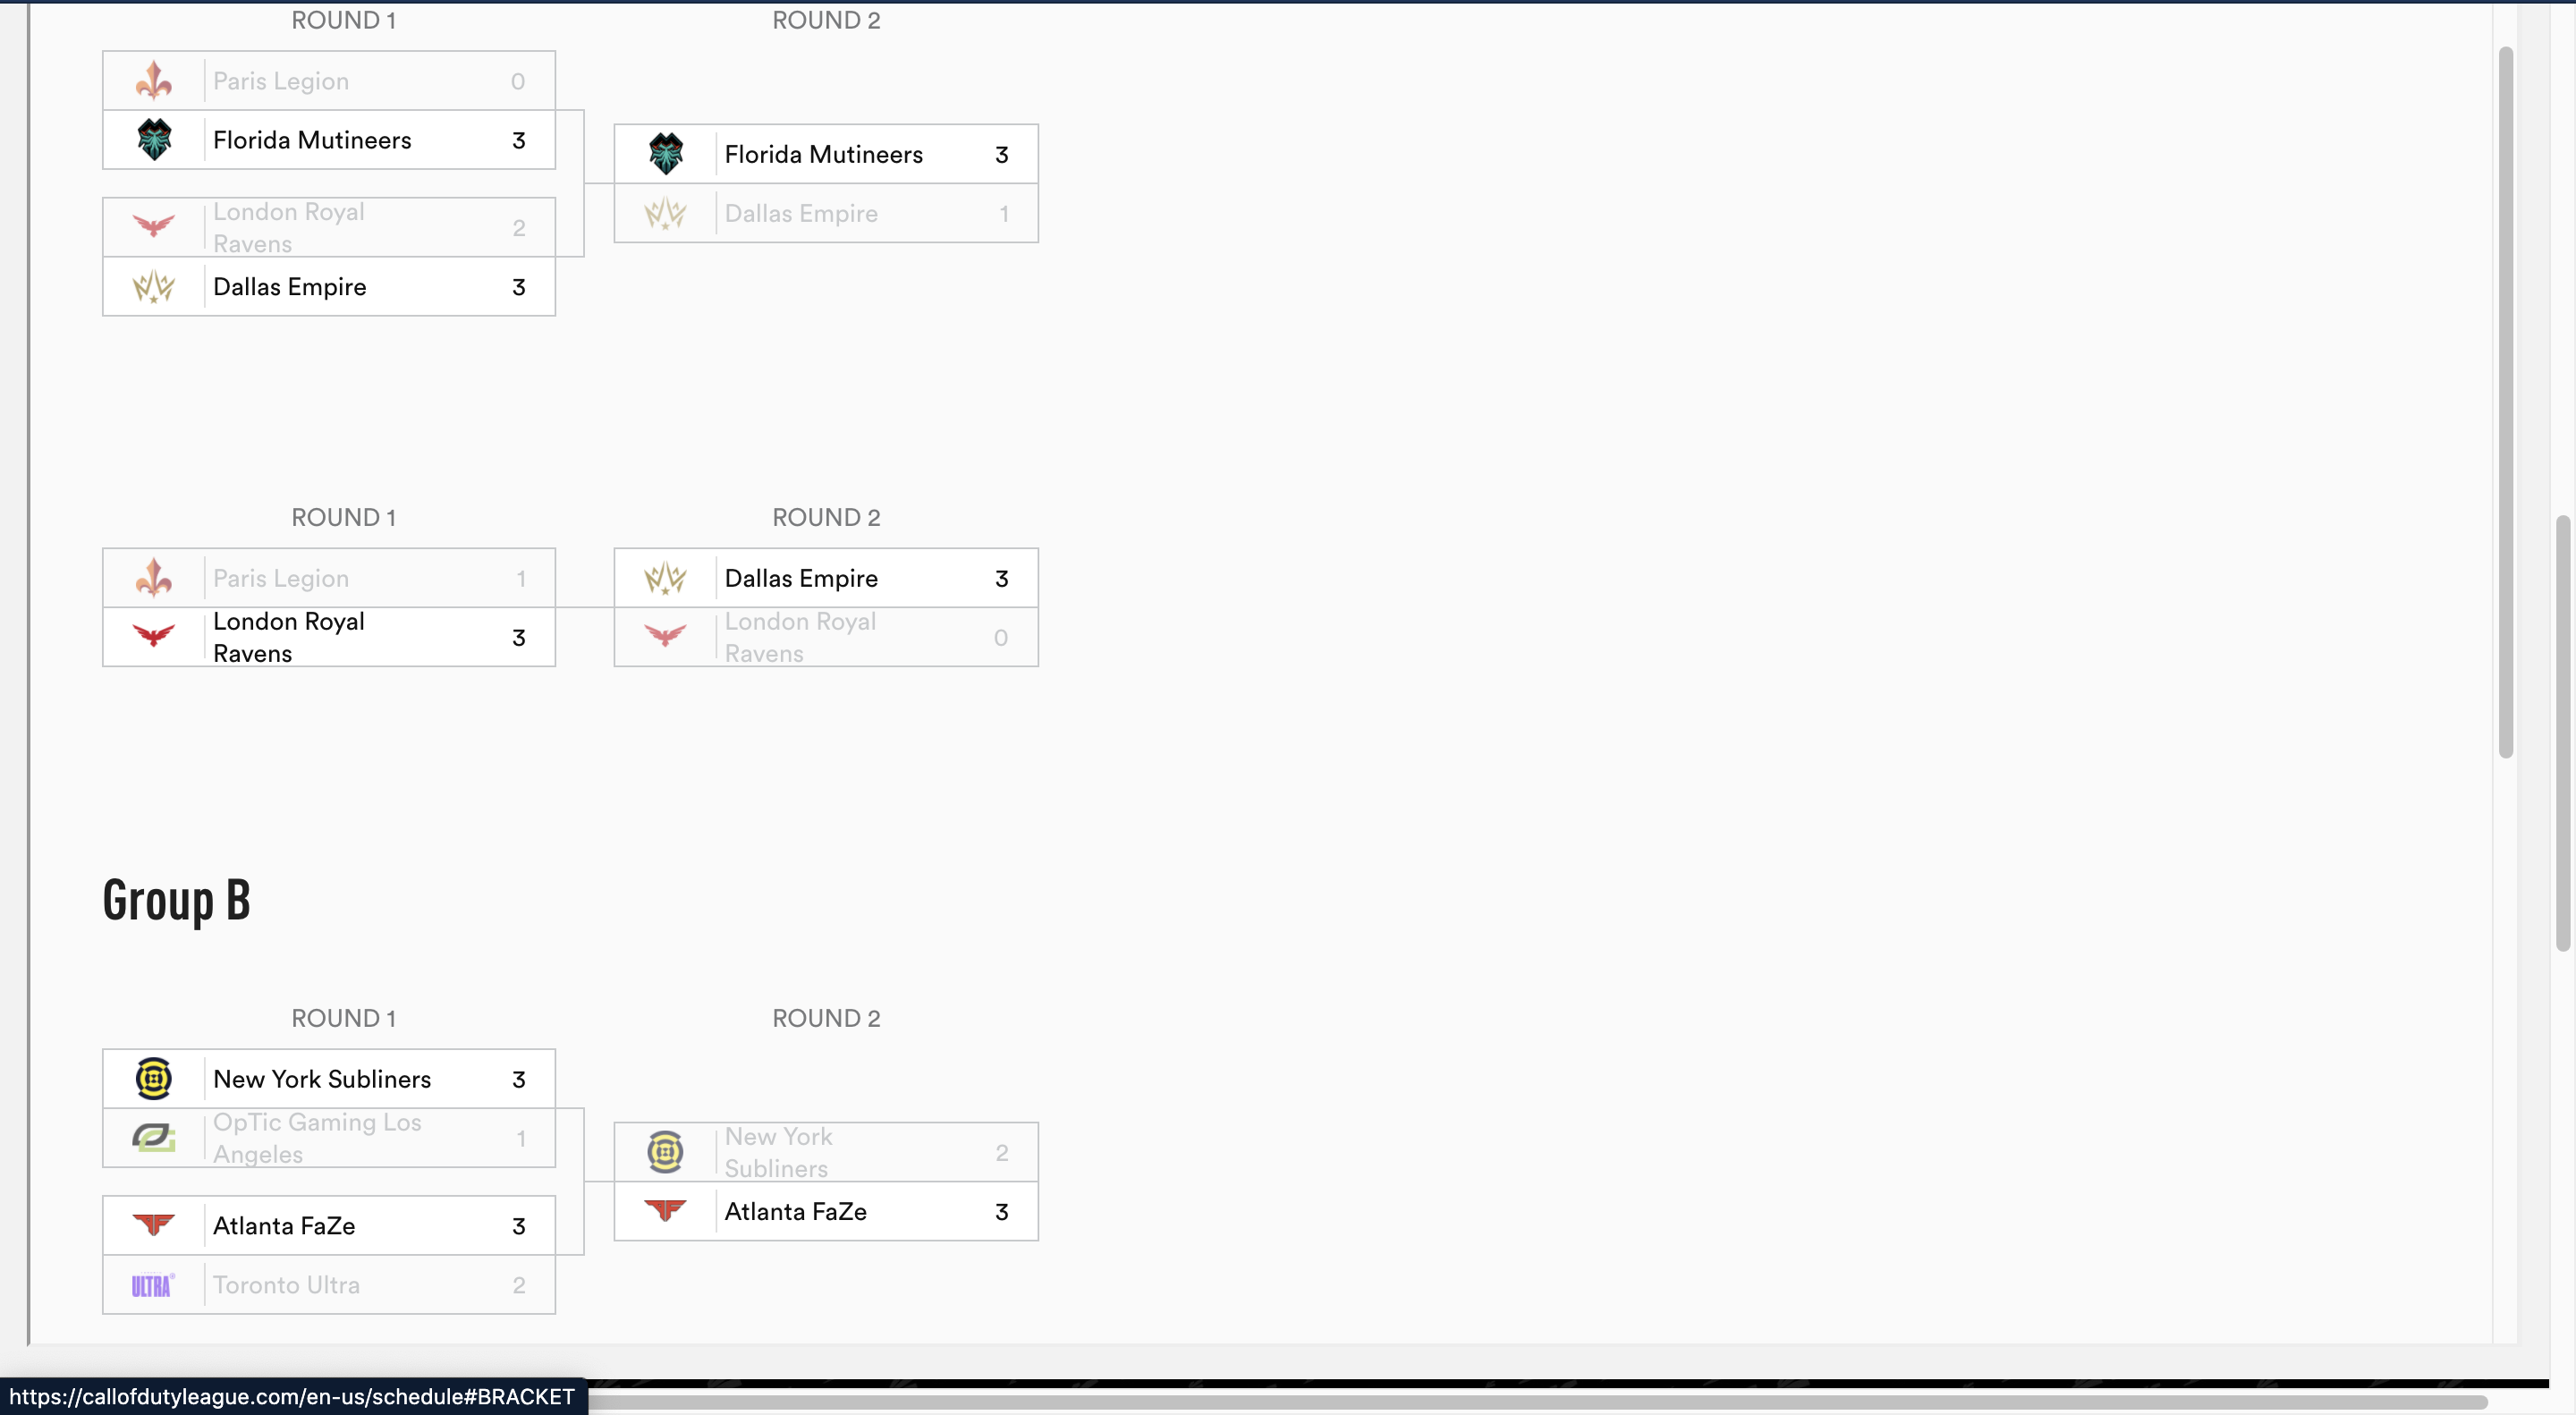 ROUND 1
ROUND 2
Paris Legion 0
Florida Mutineers 3
London Royal
Ravens 2
Dallas Empire 3
Florida Mutineers 3
Dallas Empire 1
ROUND 1
ROUND 2
Paris Legion 1
London Royal
Ravens 3
Dallas Empire 3
London Royal
Ravens 0
Group B
ROUND 1
ROUND 2
New York Subliners 3
OpTic Gaming Los
Angeles 1
Atlanta FaZe 3
ULTRA Toronto Ultra 2
New York
Subliners 2
Atlanta FaZe 3
https://callofdutyleague.com/en-us/schedule#BRACKET